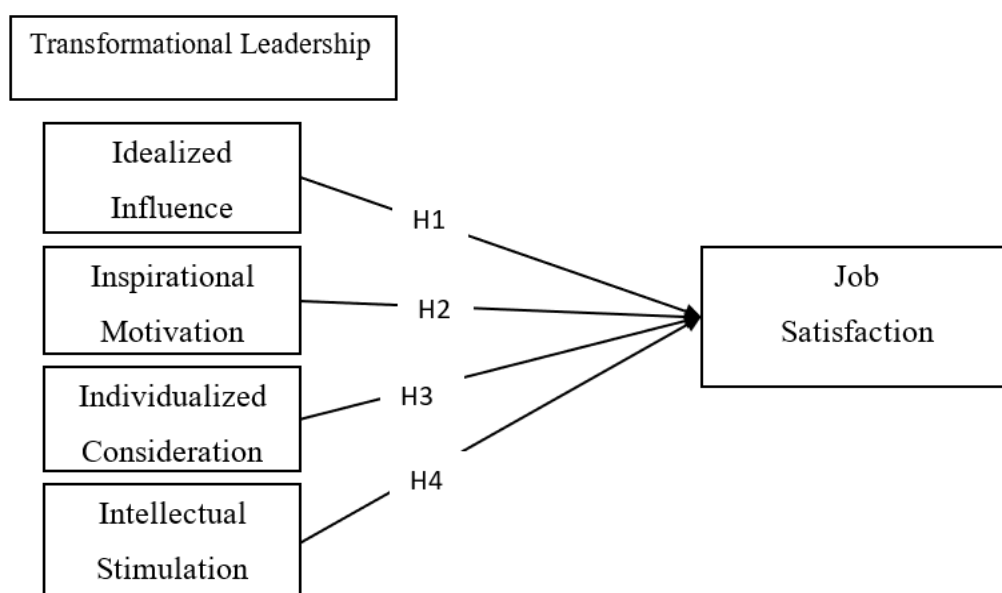 Transformational Leadership
Idealized
Influence
H1
Inspirational
Motivation
H2
Job
Satisfaction
Individualized
Consideration
H3
Intellectual
Stimulation
H4